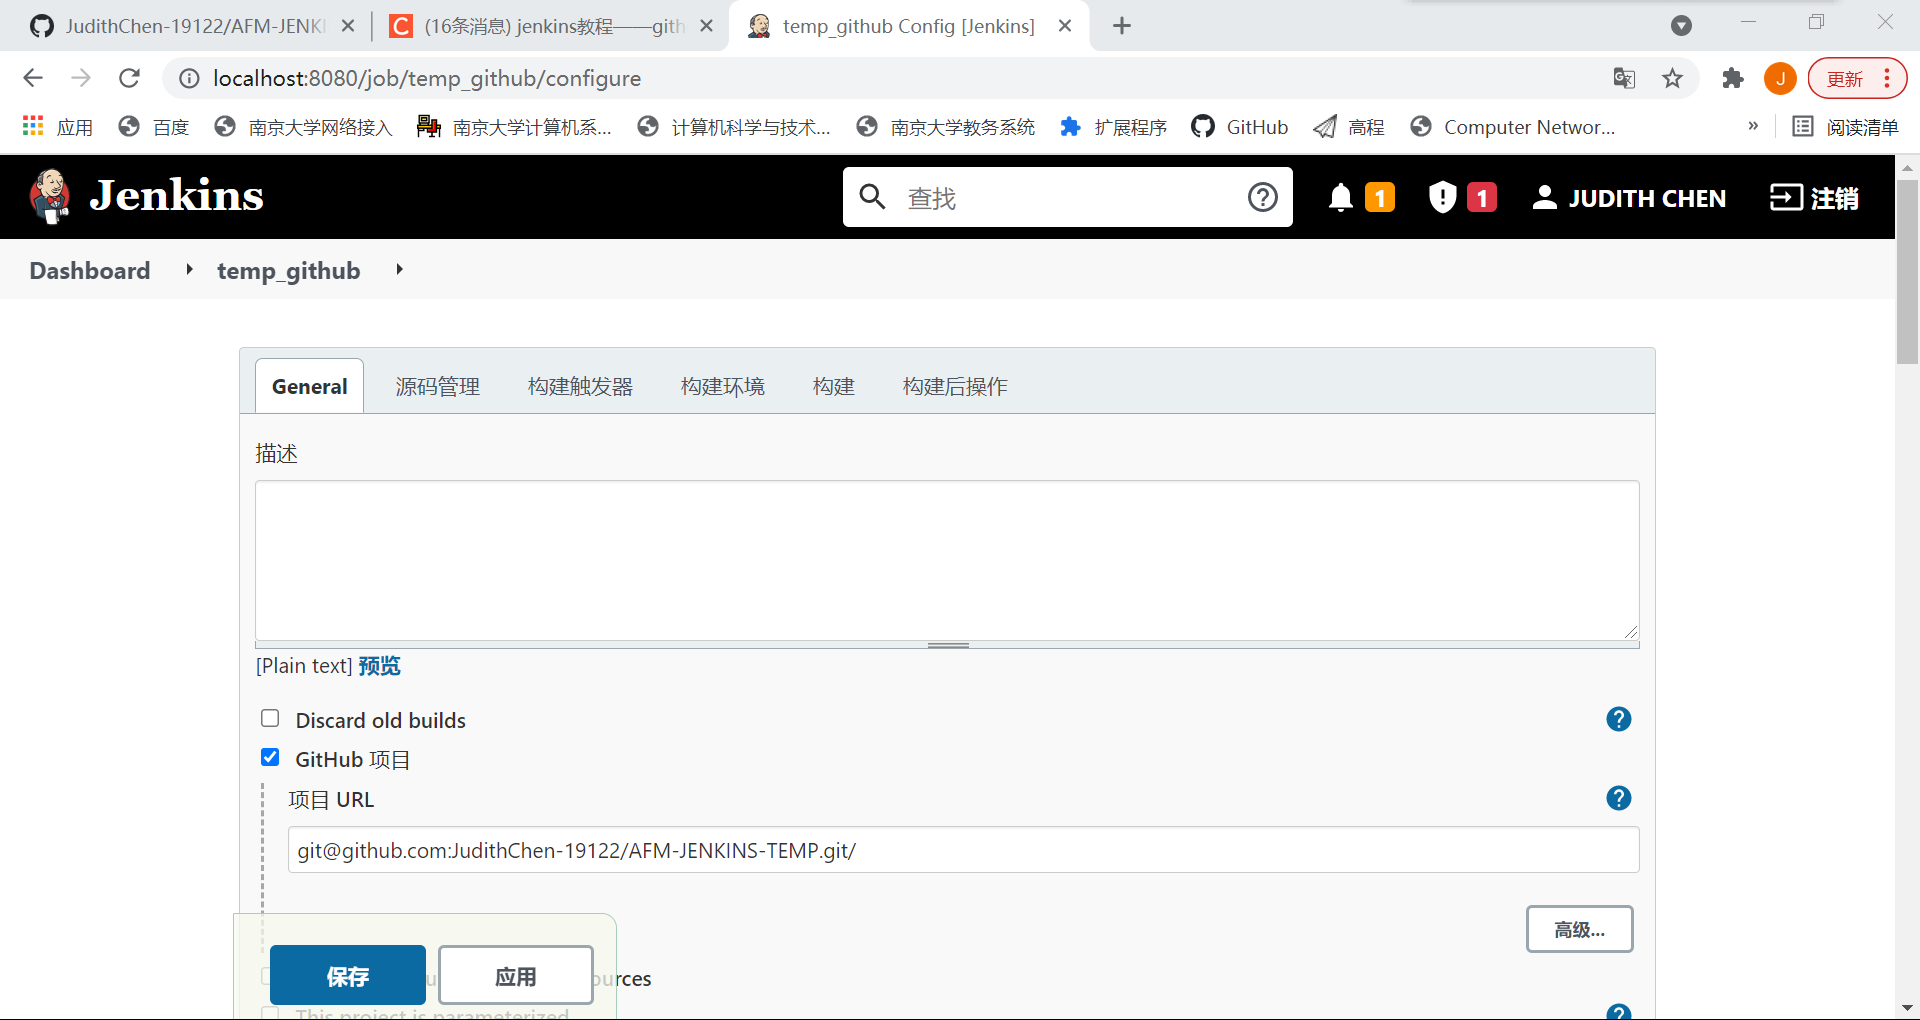 JudithChen-19122/AFM-JENKI
(16条消息) jenkins教程——gith
temp_github Config [Jenkins]
localhost:8080/job/temp_github/configure
J
更新
应用
百度
南京大学网络接入
南京大学计算机系...
计算机科学与技术...
南京大学教务系统
扩展程序
GitHub
高程
Computer Networ...
»
阅读清单
Jenkins
查找
1
1
JUDITH CHEN
注销
Dashboard
temp_github
General
源码管理
构建触发器
构建环境
构建
构建后操作
描述
[Plain text] 预览
Discard old builds
GitHub 项目
项目 URL
git@github.com:JudithChen-19122/AFM-JENKINS-TEMP.git/
高级...
保存
应用
urces
This project is parameterized